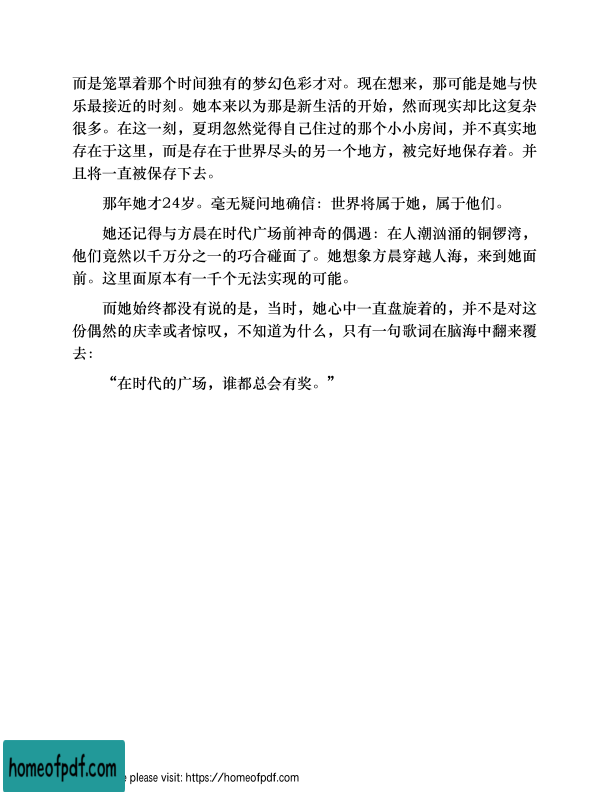 而是笼罩着那个时间独有的梦幻色彩才对。现在想来，那可能是她与快
乐最接近的时刻。她本来以为那是新生活的开始，然而现实却比这复杂
很多。在这一刻，夏玥忽然觉得自己住过的那个小小房间，并不真实地
存在于这里，而是存在于世界尽头的另一个地方，被完好地保存着。并
且将一直被保存下去。
那年她才24岁。毫无疑问地确信：世界将属于她，属于他们。
她还记得与方晨在时代广场前神奇的偶遇：在人潮汹涌的铜锣湾，
他们竟然以千万分之一的巧合碰面了。她想象方晨穿越人海，来到她面
前。这里面原本有一千个无法实现的可能。
而她始终都没有说的是，当时，她心中一直盘旋着的，并不是对这
份偶然的庆幸或者惊叹，不知道为什么，只有一句歌词在脑海中翻来覆
去：
“在时代的广场，谁都总会有奖。”
homeofpdf.com
e please visit: https://homeofpdf.com